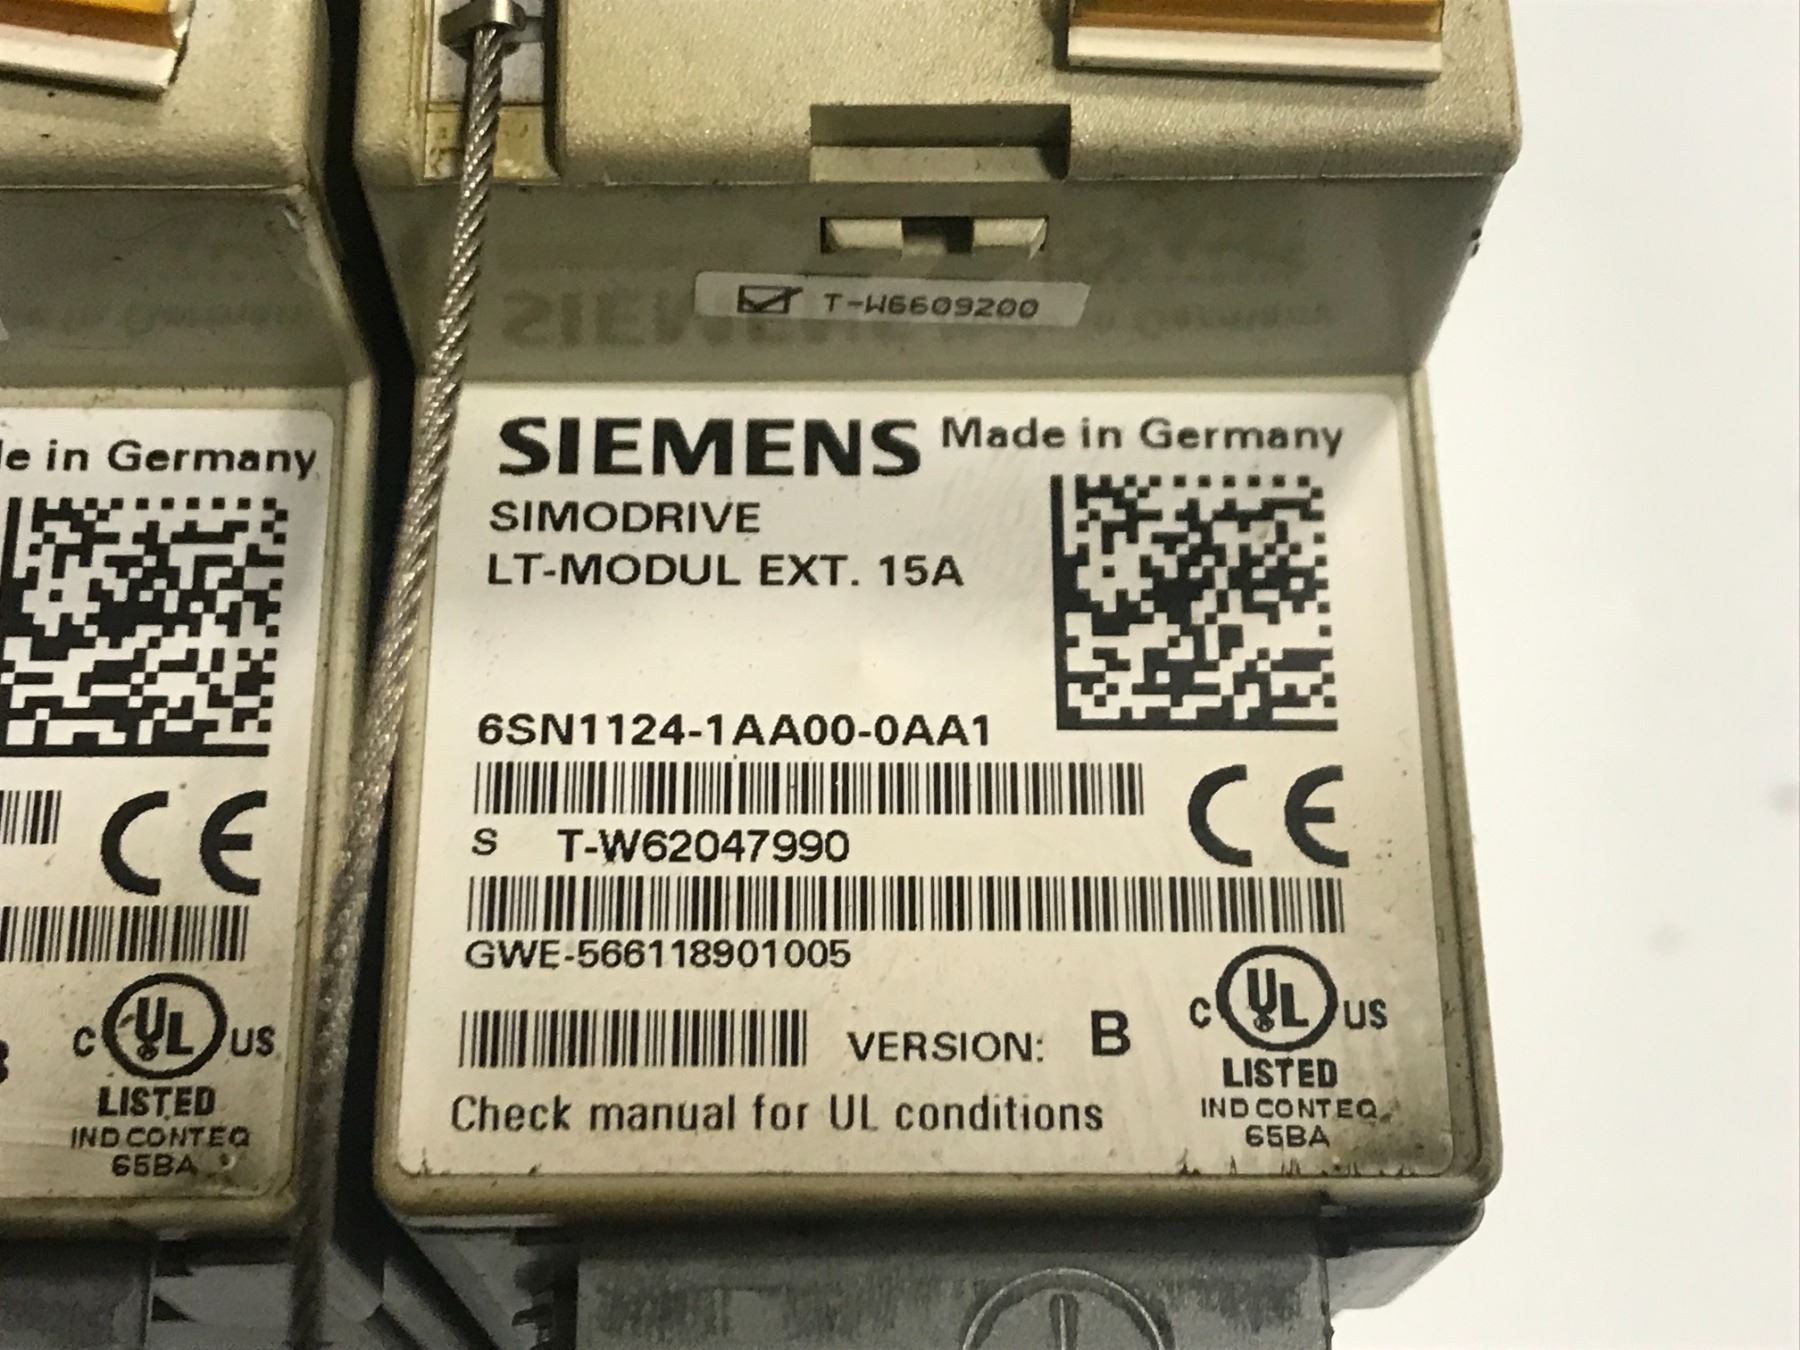 T-W6609200
SIEMENS Made in Germany
SIMODRIVE
LT-MODUL EXT. 15A
6SN1124-1AA00-0AA1
S T-W62047990
GWE-566118901005
VERSION: B
C UL US
LISTED
IND CONT EQ
65BA
Check manual for UL conditions
in Germany
C UL US
LISTED
IND CONT EQ
65BA